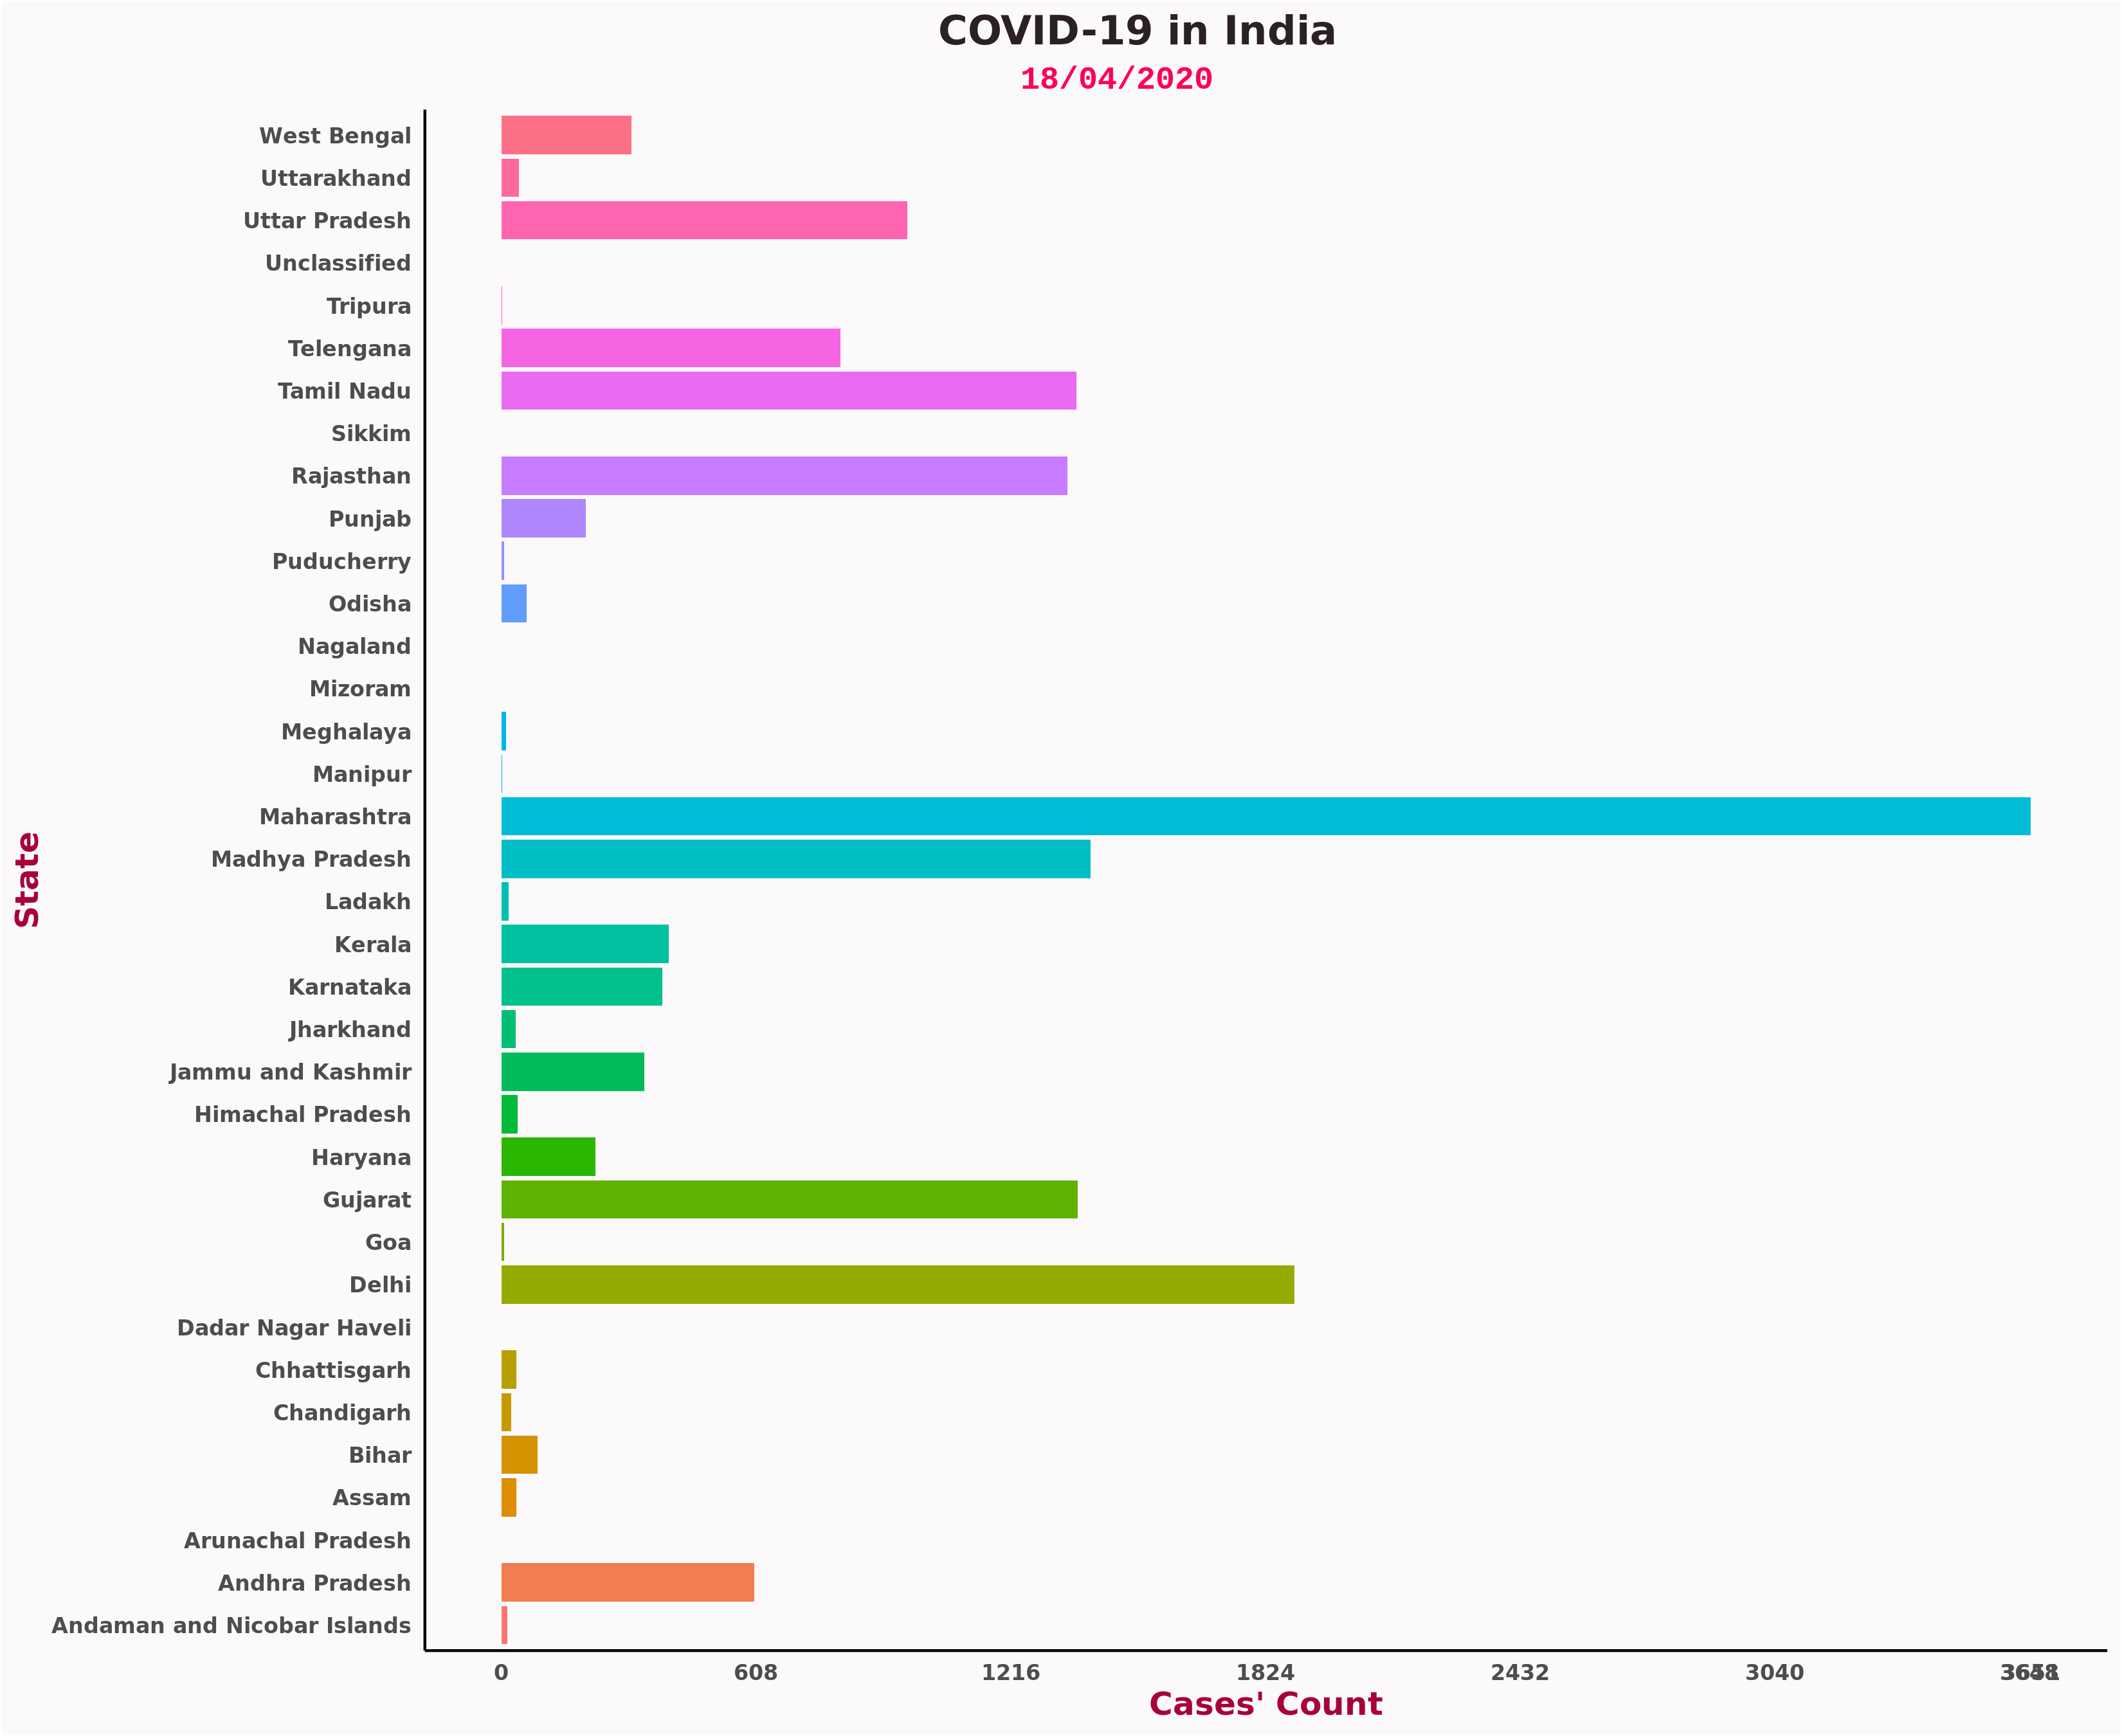 COVID-19 in India
18/04/2020
West Bengal
Uttarakhand
Uttar Pradesh
Unclassified
Tripura
Telengana
Tamil Nadu
Sikkim
Rajasthan
Punjab
Puducherry
Odisha
Nagaland
Mizoram
Meghalaya
Manipur
Maharashtra
Madhya Pradesh
Ladakh
Kerala
Karnataka
Jharkhand
Jammu and Kashmir
Himachal Pradesh
Haryana
Gujarat
Goa
Delhi
Dadar Nagar Haveli
Chhattisgarh
Chandigarh
Bihar
Assam
Arunachal Pradesh
Andhra Pradesh
Andaman and Nicobar Islands
State
0 608 1216 1824 2432 3040
Cases' Count